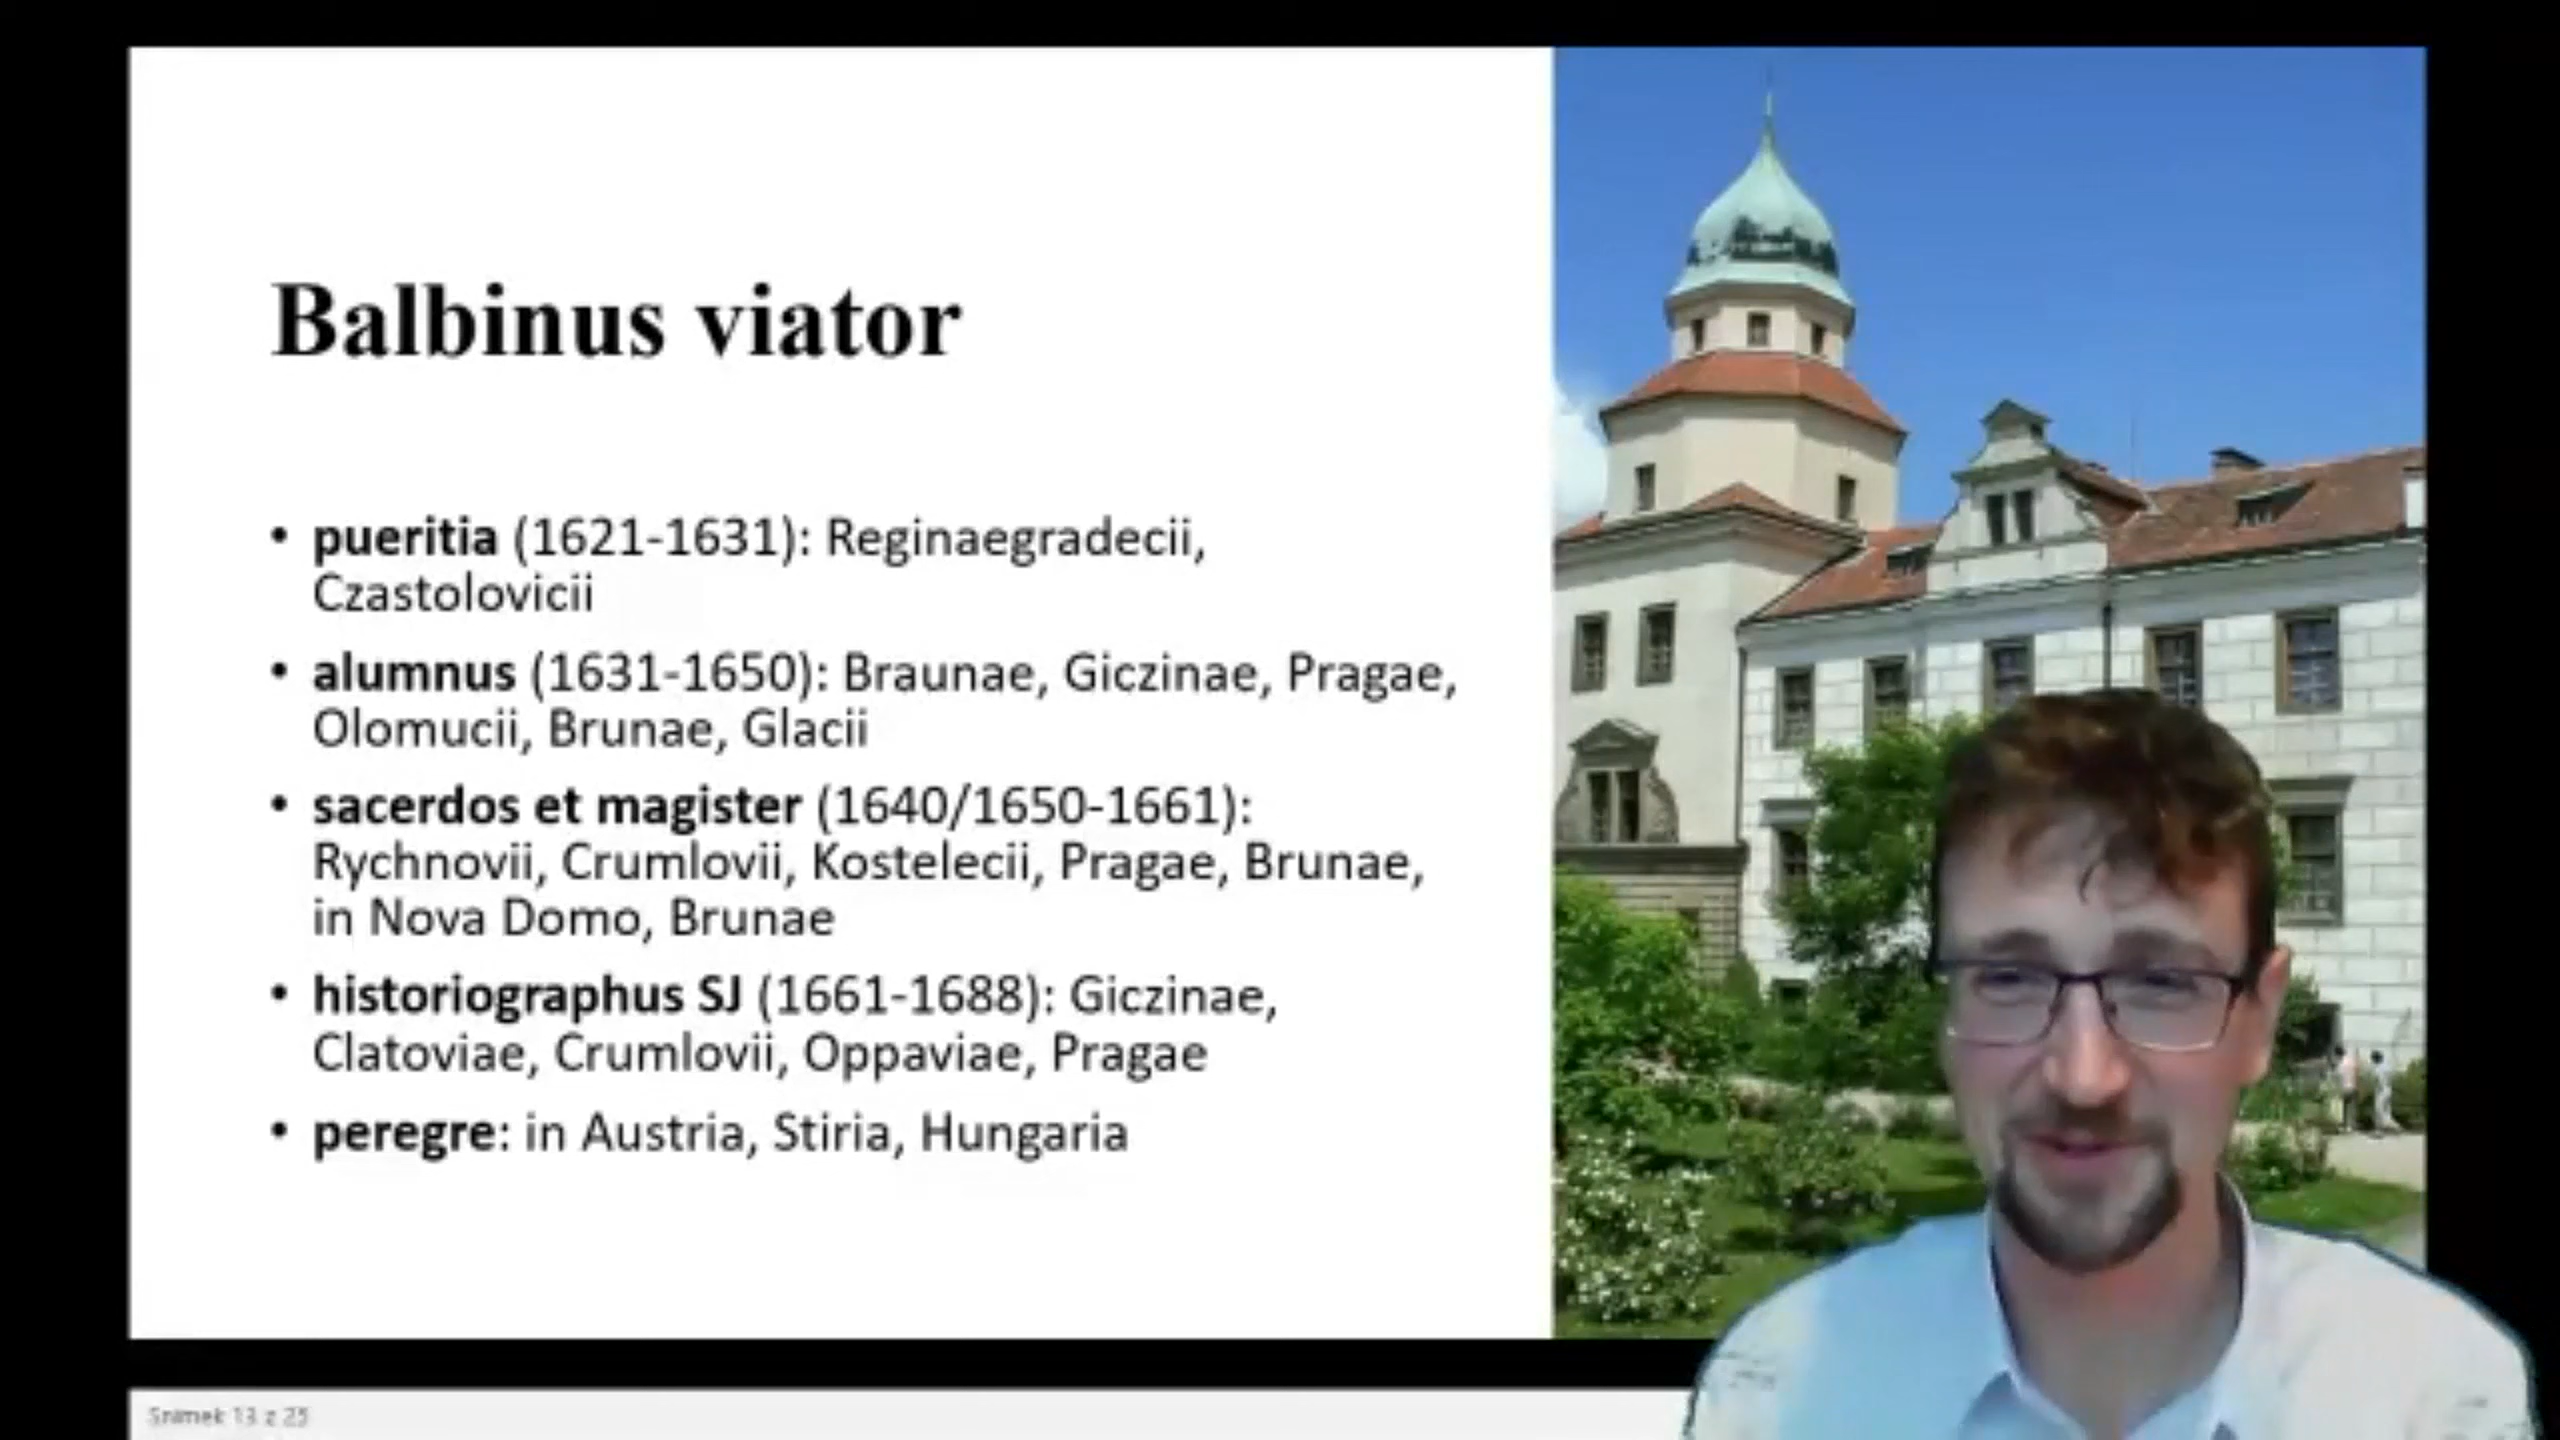 Balbinus viator
• pueritia (1621-1631): Reginaegradecii,
Czastolovicii
• alumnus (1631-1650): Braunae, Giczinae, Pragae,
Olomucii, Brunae, Glacii
• sacerdos et magister (1640/1650-1661):
Rychnovii, Crumlovii, Kostelecii, Pragae, Brunae,
in Nova Domo, Brunae
• historiographus SJ (1661-1688): Giczinae,
Clatoviae, Crumlovii, Oppaviae, Pragae
• peregre: in Austria, Stiria, Hungaria
Snímek 13 z 25